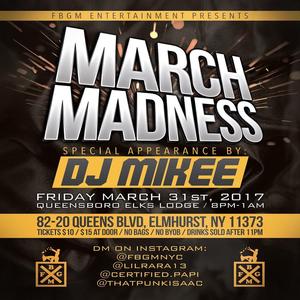 FBGM ENTERTAINMENT PRESENTS
MARCH
MADNESS
SPECIAL APPEARANCE BY:
DJ MIKEE
FRIDAY MARCH 31st, 2017
QUEENSBORO ELKS LODGE / 8PM-1AM
82-20 QUEENS BLVD, ELMHURST, NY 11373
TICKETS $10 / $15 AT DOOR / NO BAGS / NO BYOB / DRINKS SOLD AFTER 11PM
DM ON INSTAGRAM:
@FBGMNYC
@LILRARA13
@CERTIFIED.PAPI
@THATPUNKISAAC